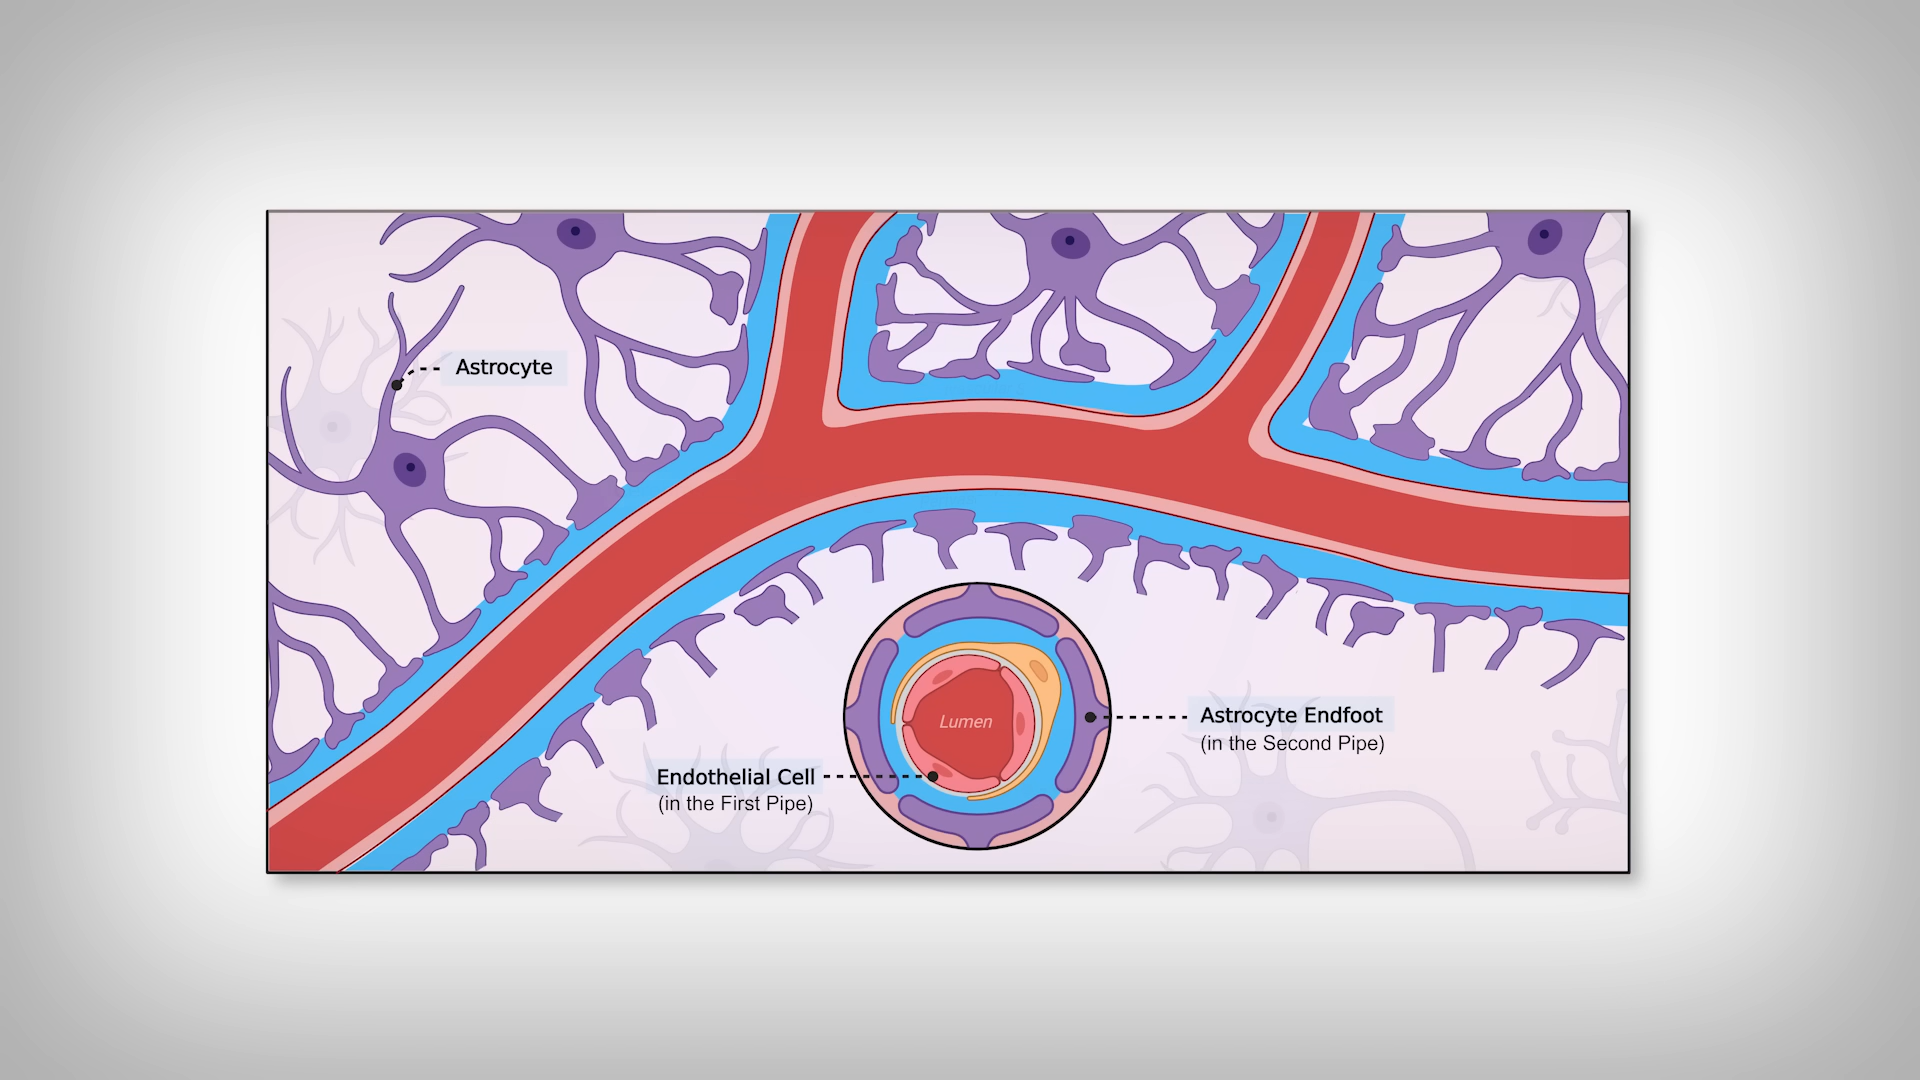 Astrocyte
Lumen
Astrocyte Endfoot
(in the Second Pipe)
Endothelial Cell
(in the First Pipe)